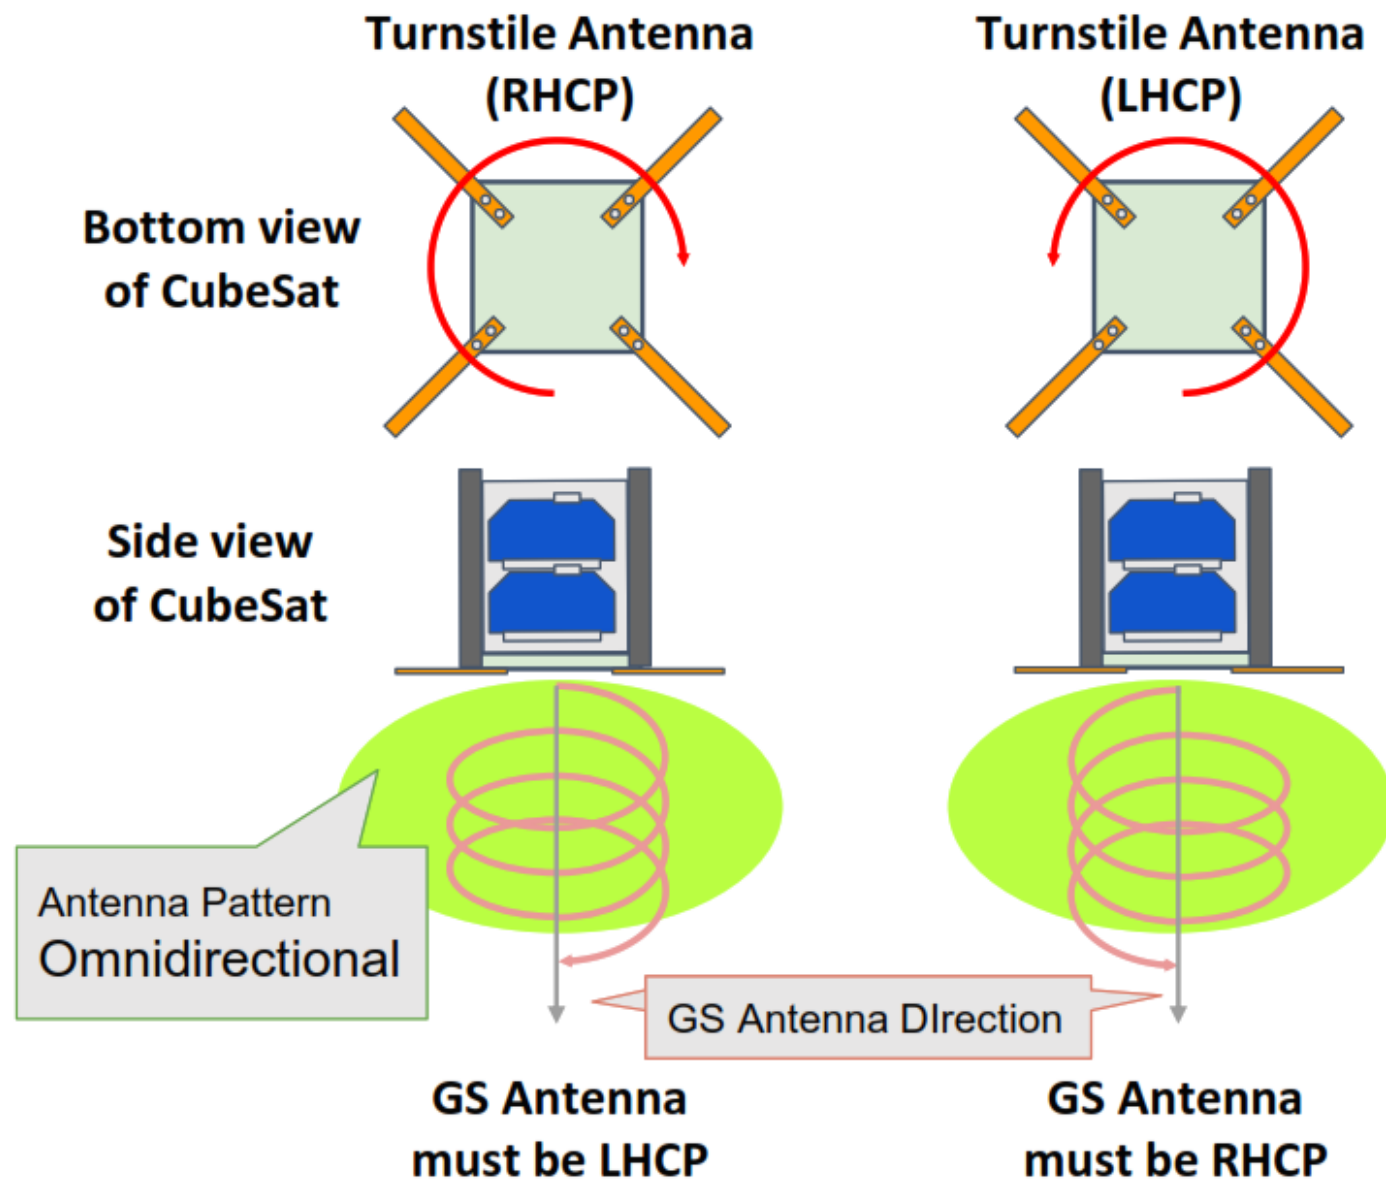 Turnstile Antenna
(RHCP)
Turnstile Antenna
(LHCP)
Bottom view
of CubeSat
Side view
of CubeSat
Antenna Pattern
Omnidirectional
GS Antenna DIrection
GS Antenna
must be LHCP
GS Antenna
must be RHCP